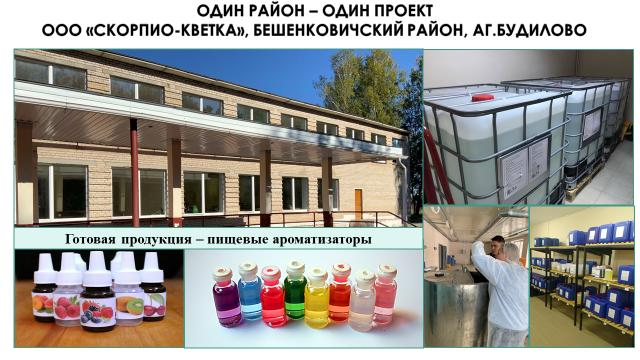 ОДИН РАЙОН – ОДИН ПРОЕКТ
ООО «СКОРПИО-КВЕТКА», БЕШЕНКОВИЧСКИЙ РАЙОН, АГ.БУДИЛОВО
Готовая продукция – пищевые ароматизаторы